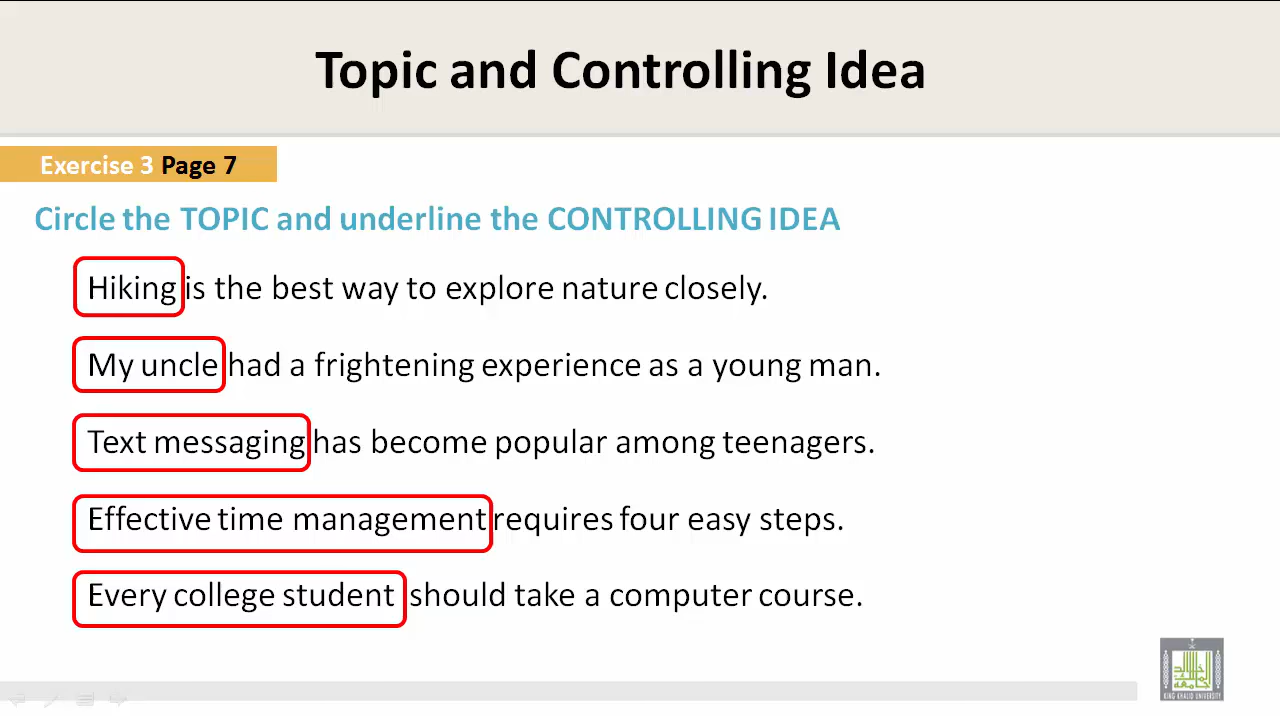 Topic and Controlling Idea
Exercise 3 Page 7
Circle the TOPIC and underline the CONTROLLING IDEA
Hiking is the best way to explore nature closely.
My uncle had a frightening experience as a young man.
Text messaging has become popular among teenagers.
Effective time management requires four easy steps.
Every college student should take a computer course.
KING KHALID UNIVERSITY